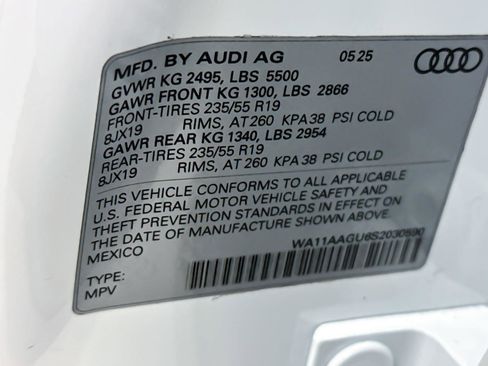 MFD. BY AUDI AG 05 25
GVWR KG 2495, LBS 5500
GAWR FRONT KG 1300, LBS 2866
FRONT-TIRES 235/55 R19
8JX19 RIMS, AT 260 KPA 38 PSI COLD
GAWR REAR KG 1340, LBS 2954
REAR-TIRES 235/55 R19
8JX19 RIMS, AT 260 KPA 38 PSI COLD
THIS VEHICLE CONFORMS TO ALL APPLICABLE
U.S. FEDERAL MOTOR VEHICLE SAFETY AND
THEFT PREVENTION STANDARDS IN EFFECT ON
THE DATE OF MANUFACTURE SHOWN ABOVE.
MEXICO WA11AAGU6S2030590
TYPE:
MPV